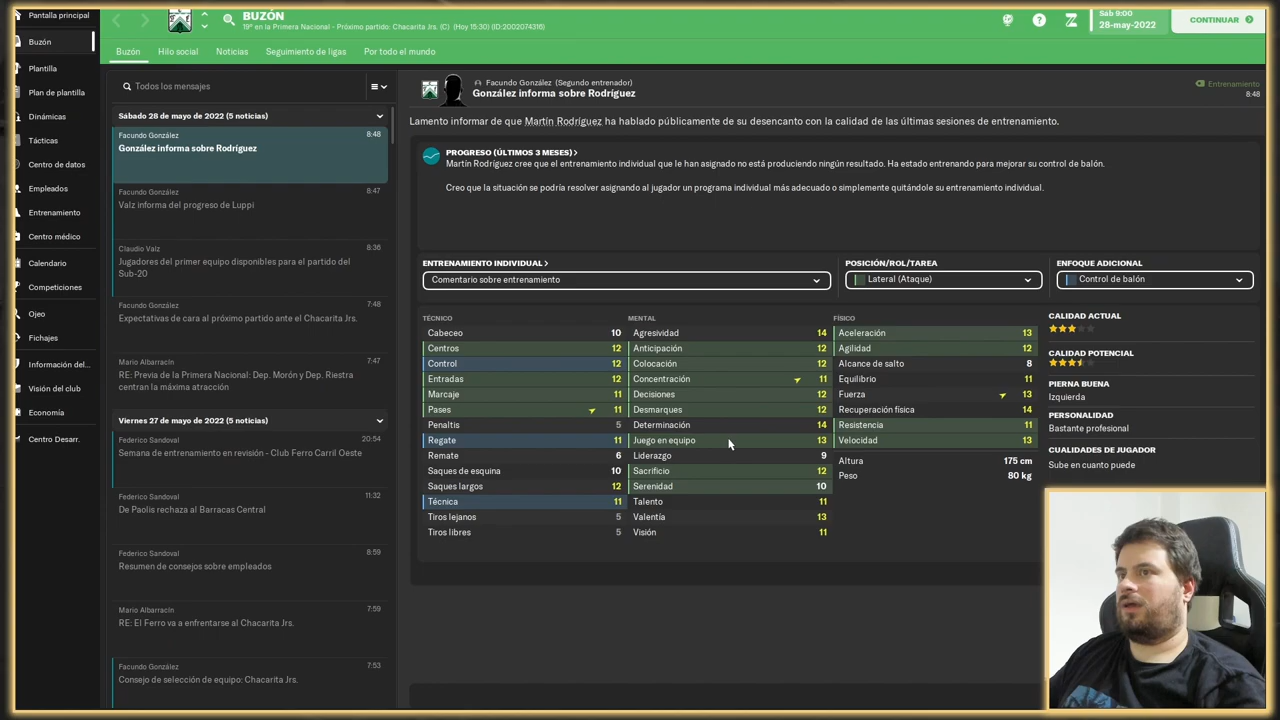 Pantalla principal
Buzón
Plantilla
Plan de plantilla
Dinámicas
Tácticas
Centro de datos
Empleados
Entrenamiento
Centro médico
Calendario
Competiciones
Ojeo
Fichajes
Información del...
Visión del club
Economía
Centro Desarr.
BUZÓN
19º en la Primera Nacional - Próximo partido: Chacarita Jrs. (C) (Hoy 15:30) (ID:2002074316)
Sáb 9:00
28-may-2022
CONTINUAR
Buzón
Hilo social
Noticias
Seguimiento de ligas
Por todo el mundo
Todos los mensajes
Sábado 28 de mayo de 2022 (5 noticias)
Facundo González 8:48
González informa sobre Rodríguez
Facundo González 8:47
Valz informa del progreso de Luppi
Claudio Valz 8:36
Jugadores del primer equipo disponibles para el partido del
Sub-20
Facundo González 7:48
Expectativas de cara al próximo partido ante el Chacarita Jrs.
Mario Albarracín 7:47
RE: Previa de la Primera Nacional: Dep. Morón y Dep. Riestra
centran la máxima atracción
Viernes 27 de mayo de 2022 (5 noticias)
Federico Sandoval 20:54
Semana de entrenamiento en revisión - Club Ferro Carril Oeste
Federico Sandoval 11:32
De Paolis rechaza al Barracas Central
Federico Sandoval 8:59
Resumen de consejos sobre empleados
Mario Albarracín 7:59
RE: El Ferro va a enfrentarse al Chacarita Jrs.
Facundo González 7:53
Consejo de selección de equipo: Chacarita Jrs.
Facundo González (Segundo entrenador)
González informa sobre Rodríguez
Entrenamiento
8:48
Lamento informar de que Martín Rodríguez ha hablado públicamente de su desencanto con la calidad de las últimas sesiones de entrenamiento.
PROGRESO (ÚLTIMOS 3 MESES) >
Martín Rodríguez cree que el entrenamiento individual que le han asignado no está produciendo ningún resultado. Ha estado entrenando para mejorar su control de balón.
Creo que la situación se podría resolver asignando al jugador un programa individual más adecuado o simplemente quitándole su entrenamiento individual.
ENTRENAMIENTO INDIVIDUAL >
Comentario sobre entrenamiento
POSICIÓN/ROL/TAREA
Lateral (Ataque)
ENFOQUE ADICIONAL
Control de balón
TÉCNICO
Cabeceo 10
Centros 12
Control 12
Entradas 12
Marcaje 11
Pases 11
Penaltis 5
Regate 11
Remate 6
Saques de esquina 10
Saques largos 12
Técnica 11
Tiros lejanos 5
Tiros libres 5
MENTAL
Agresividad 14
Anticipación 12
Colocación 12
Concentración 11
Decisiones 12
Desmarques 12
Determinación 14
Juego en equipo 13
Liderazgo 9
Sacrificio 12
Serenidad 10
Talento 11
Valentía 13
Visión 11
FÍSICO
Aceleración 13
Agilidad 12
Alcance de salto 8
Equilibrio 11
Fuerza 13
Recuperación física 14
Resistencia 11
Velocidad 13
Altura 175 cm
Peso 80 kg
CALIDAD ACTUAL
CALIDAD POTENCIAL
PIERNA BUENA
Izquierda
PERSONALIDAD
Bastante profesional
CUALIDADES DE JUGADOR
Sube en cuanto puede